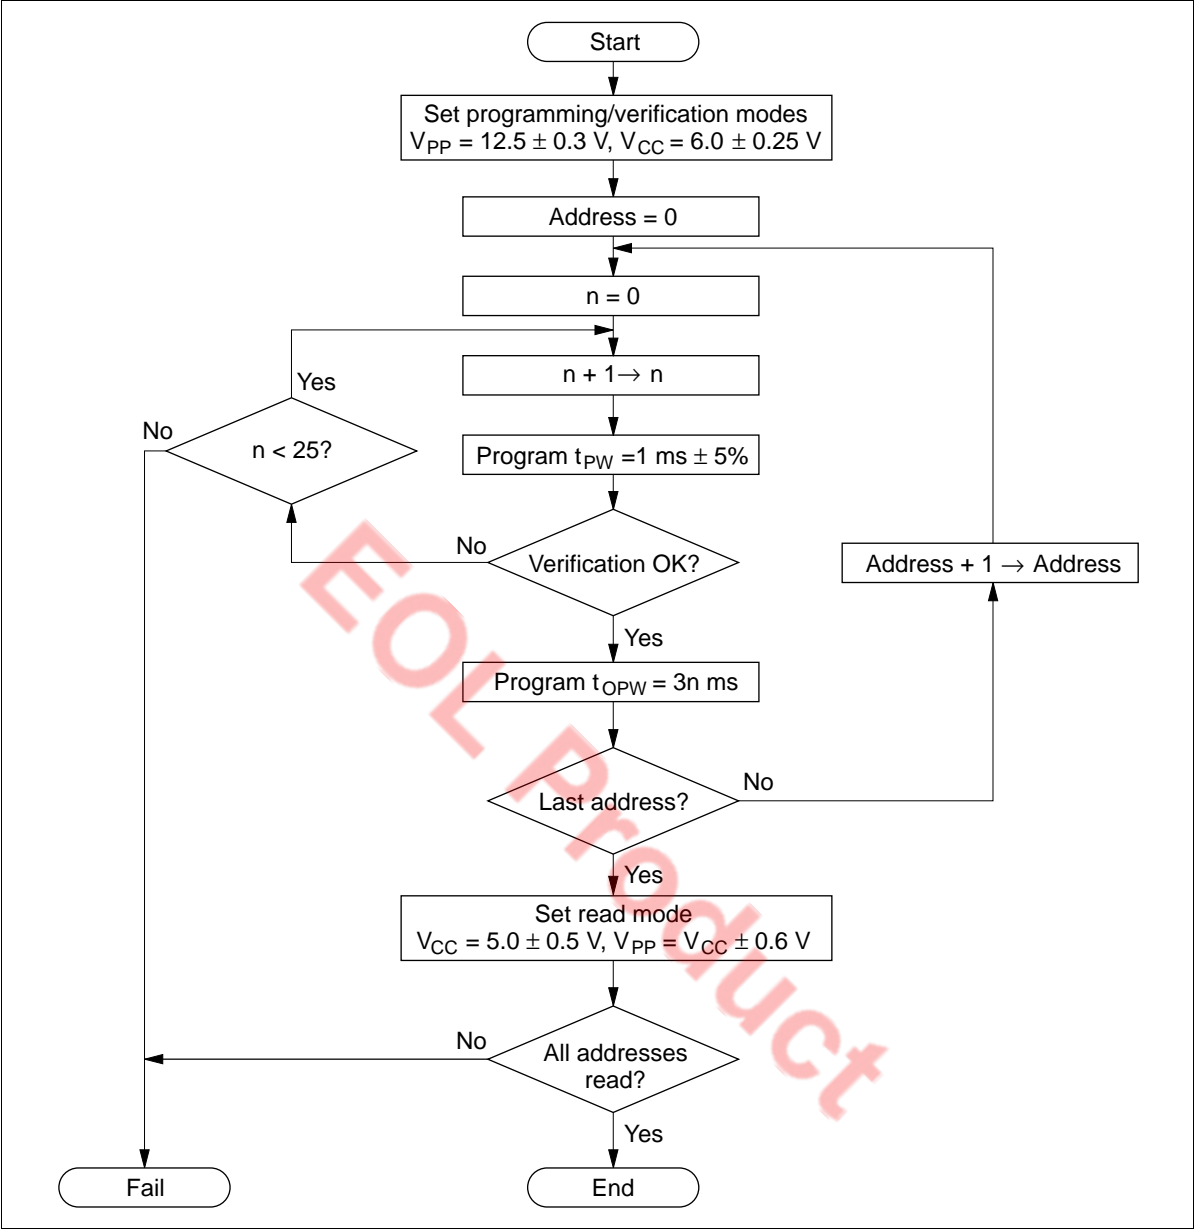 Start
Set programming/verification modes
VPP = 12.5 ± 0.3 V, VCC = 6.0 ± 0.25 V
Address = 0
n = 0
n + 1 → n
Yes
No
n < 25?
Program tPW =1 ms ± 5%
No
Verification OK?
Address + 1 → Address
Yes
Program tOPW = 3n ms
No
Last address?
Yes
Set read mode
VCC = 5.0 ± 0.5 V, VPP = VCC ± 0.6 V
No
All addresses
read?
Yes
Fail
End
EOL Product